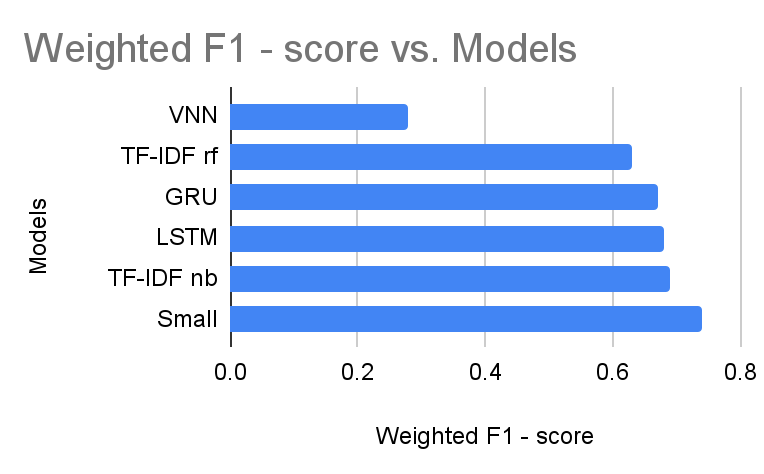 Weighted F1 - score vs. Models
Models
VNN
TF-IDF rf
GRU
LSTM
TF-IDF nb
Small
0.0 0.2 0.4 0.6 0.8
Weighted F1 - score